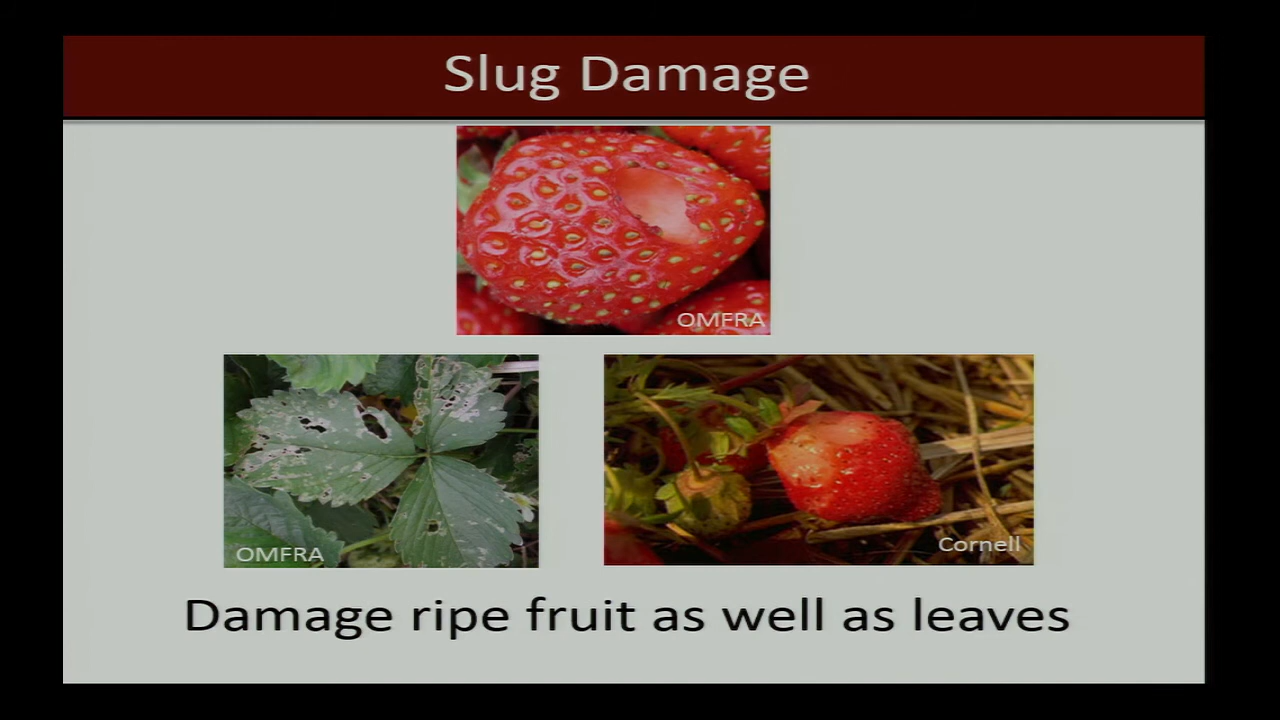 Slug Damage
OMFRA
OMFRA
Cornell
Damage ripe fruit as well as leaves